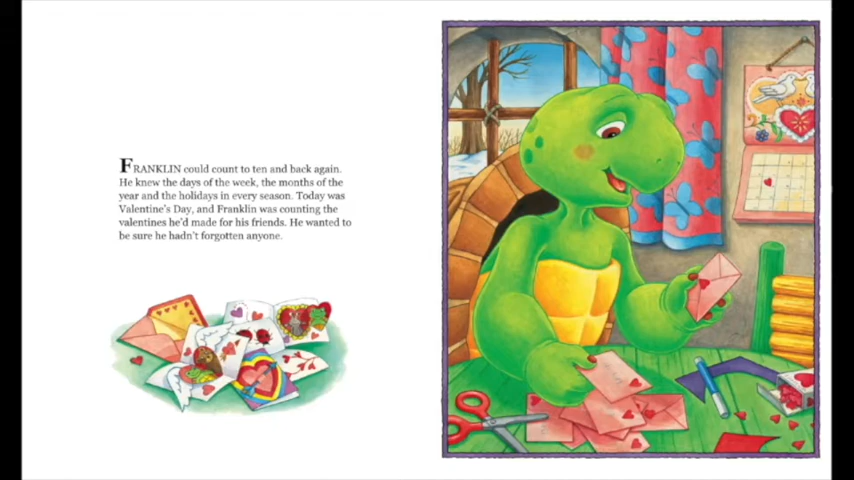 FRANKLIN could count to ten and back again.
He knew the days of the week, the months of the
year and the holidays in every season. Today was
Valentine's Day, and Franklin was counting the
valentines he'd made for his friends. He wanted to
be sure he hadn't forgotten anyone.